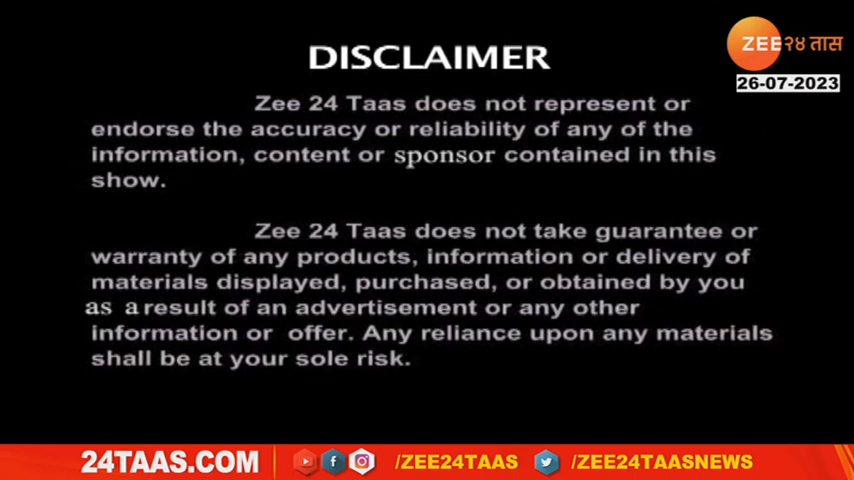 ZEE २४ तास
26-07-2023
DISCLAIMER
Zee 24 Taas does not represent or
endorse the accuracy or reliability of any of the
information, content or sponsor contained in this
show.
Zee 24 Taas does not take guarantee or
warranty of any products, information or delivery of
materials displayed, purchased, or obtained by you
as a result of an advertisement or any other
information or offer. Any reliance upon any materials
shall be at your sole risk.
24TAAS.COM /ZEE24TAAS /ZEE24TAASNEWS